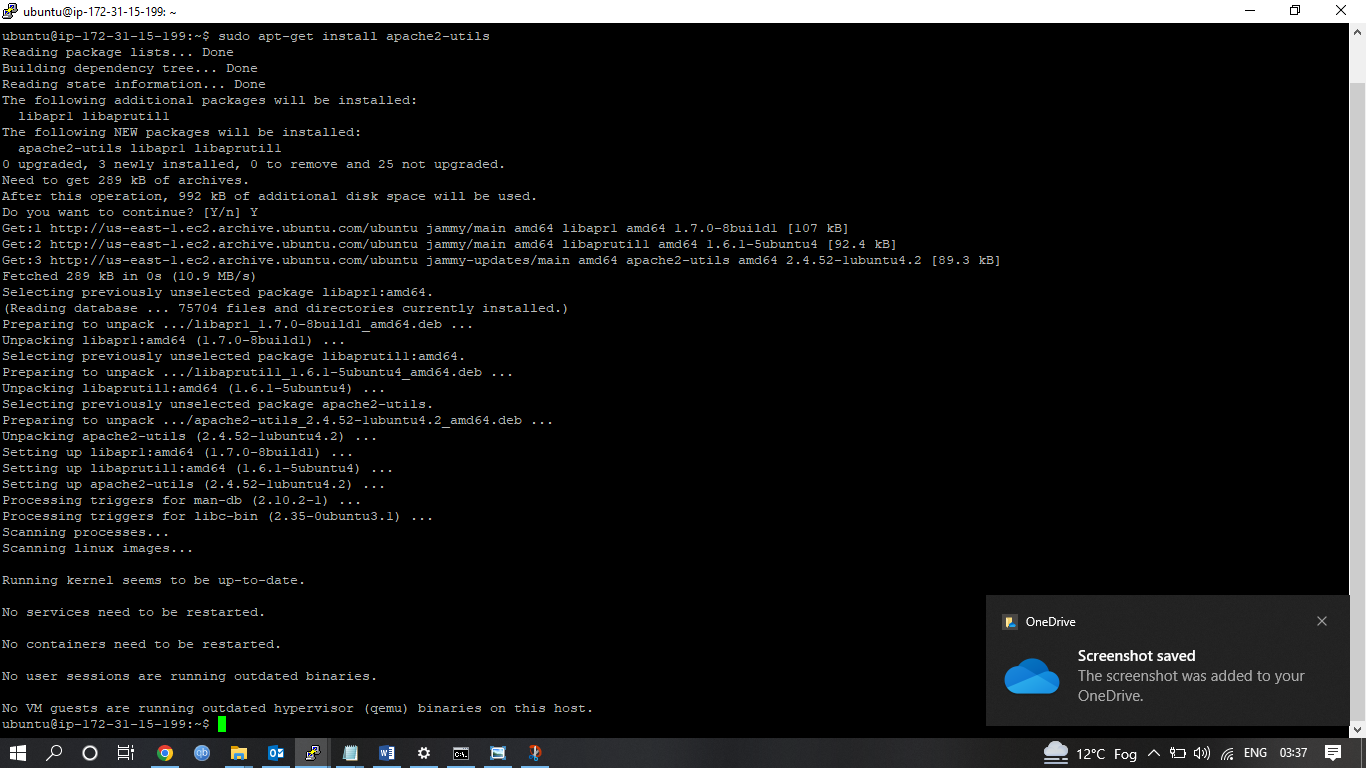 ubuntu@ip-172-31-15-199: ~
ubuntu@ip-172-31-15-199:~$ sudo apt-get install apache2-utils
Reading package lists... Done
Building dependency tree... Done
Reading state information... Done
The following additional packages will be installed:
  libapr1 libaprutil1
The following NEW packages will be installed:
  apache2-utils libapr1 libaprutil1
0 upgraded, 3 newly installed, 0 to remove and 25 not upgraded.
Need to get 289 kB of archives.
After this operation, 992 kB of additional disk space will be used.
Do you want to continue? [Y/n] Y
Get:1 http://us-east-1.ec2.archive.ubuntu.com/ubuntu jammy/main amd64 libapr1 amd64 1.7.0-8build1 [107 kB]
Get:2 http://us-east-1.ec2.archive.ubuntu.com/ubuntu jammy/main amd64 libaprutil1 amd64 1.6.1-5ubuntu4 [92.4 kB]
Get:3 http://us-east-1.ec2.archive.ubuntu.com/ubuntu jammy-updates/main amd64 apache2-utils amd64 2.4.52-1ubuntu4.2 [89.3 kB]
Fetched 289 kB in 0s (10.9 MB/s)
Selecting previously unselected package libapr1:amd64.
(Reading database ... 75704 files and directories currently installed.)
Preparing to unpack .../libapr1_1.7.0-8build1_amd64.deb ...
Unpacking libapr1:amd64 (1.7.0-8build1) ...
Selecting previously unselected package libaprutil1:amd64.
Preparing to unpack .../libaprutil1_1.6.1-5ubuntu4_amd64.deb ...
Unpacking libaprutil1:amd64 (1.6.1-5ubuntu4) ...
Selecting previously unselected package apache2-utils.
Preparing to unpack .../apache2-utils_2.4.52-1ubuntu4.2_amd64.deb ...
Unpacking apache2-utils (2.4.52-1ubuntu4.2) ...
Setting up libapr1:amd64 (1.7.0-8build1) ...
Setting up libaprutil1:amd64 (1.6.1-5ubuntu4) ...
Setting up apache2-utils (2.4.52-1ubuntu4.2) ...
Processing triggers for man-db (2.10.2-1) ...
Processing triggers for libc-bin (2.35-0ubuntu3.1) ...
Scanning processes...
Scanning linux images...
Running kernel seems to be up-to-date.
No services need to be restarted.
No containers need to be restarted.
No user sessions are running outdated binaries.
No VM guests are running outdated hypervisor (qemu) binaries on this host.
ubuntu@ip-172-31-15-199:~$
OneDrive
Screenshot saved
The screenshot was added to your
OneDrive.
qb
12°C Fog ENG 03:37